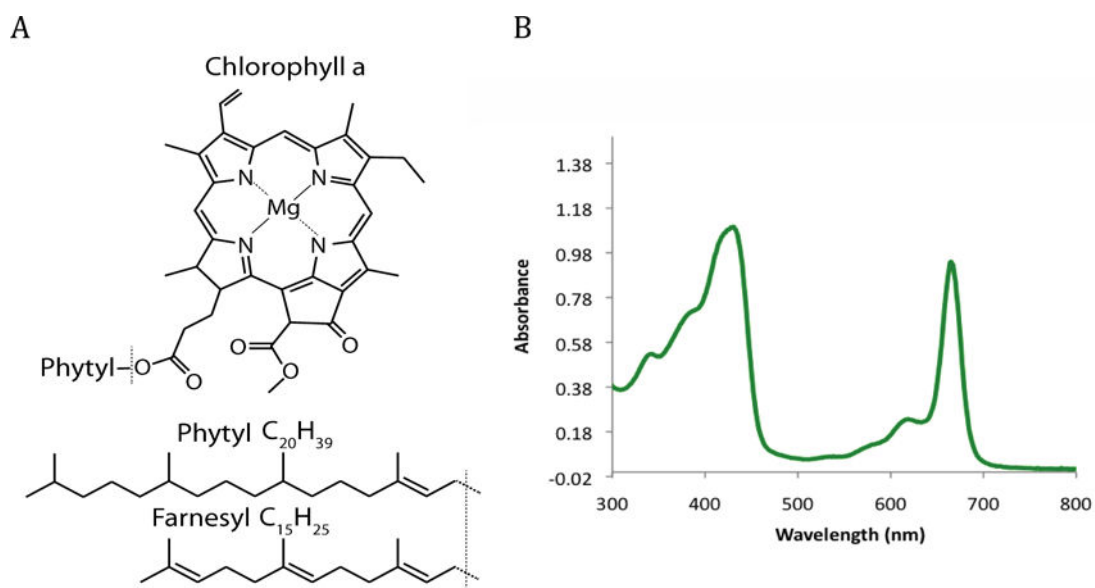 A
Chlorophyll a
N
N
Mg
N
N
Phytyl
O
O
O
O
O
Phytyl C₂₀H₃₉
Farnesyl C₁₅H₂₅
B
1.38
1.18
0.98
0.78
0.58
0.38
0.18
-0.02
Absorbance
300 400 500 600 700 800
Wavelength (nm)